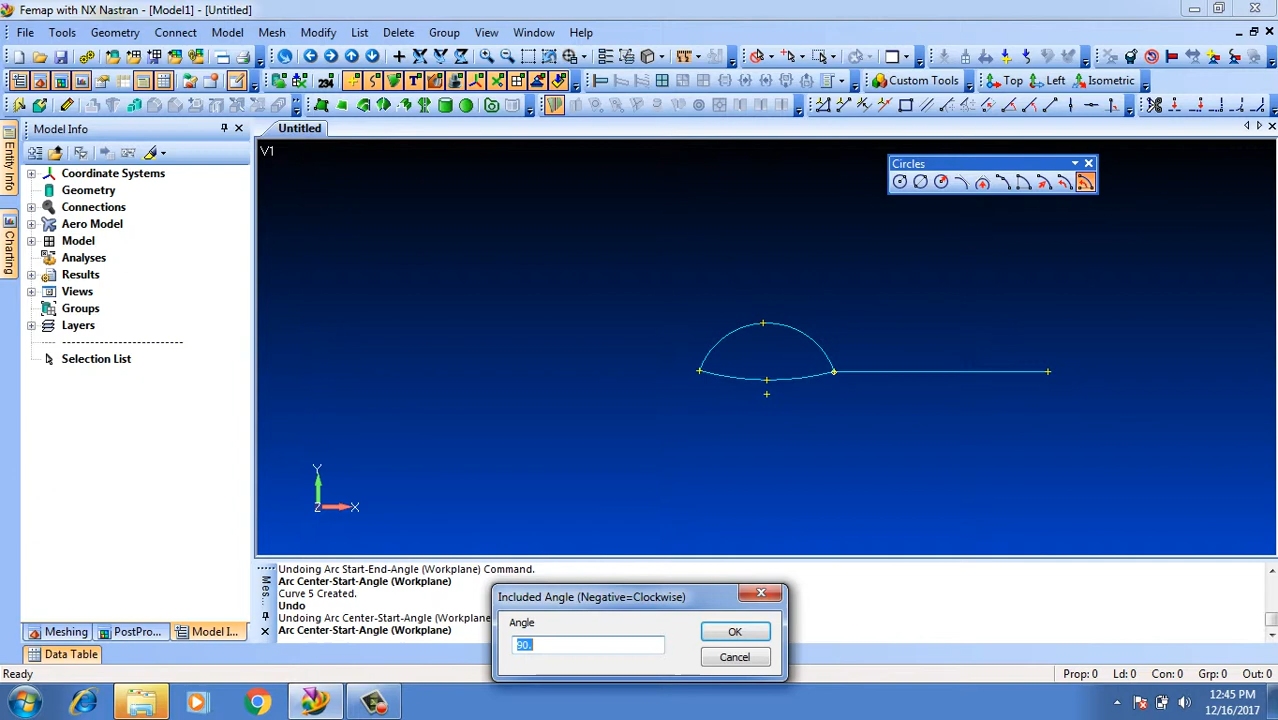 Femap with NX Nastran - [Model1] - [Untitled]
File Tools Geometry Connect Model Mesh Modify List Delete Group View Window Help
234
Custom Tools Top Left Isometric
Model Info
Untitled
Entity Info
Charting
Coordinate Systems
Geometry
Connections
Aero Model
Model
Analyses
Results
Views
Groups
Layers
Selection List
V1
Circles
Y
Z X
Mes...
Undoing Arc Start-End-Angle (Workplane) Command.
Arc Center-Start-Angle (Workplane)
Curve 5 Created.
Undo
Undoing Arc Center-Start-Angle (Workplane)
Arc Center-Start-Angle (Workplane)
Included Angle (Negative=Clockwise)
Angle
90.
OK
Cancel
Meshing PostPro... Model I...
Data Table
Ready Prop: 0 Ld: 0 Con: 0 Grp: 0 Out: 0
12:45 PM
12/16/2017